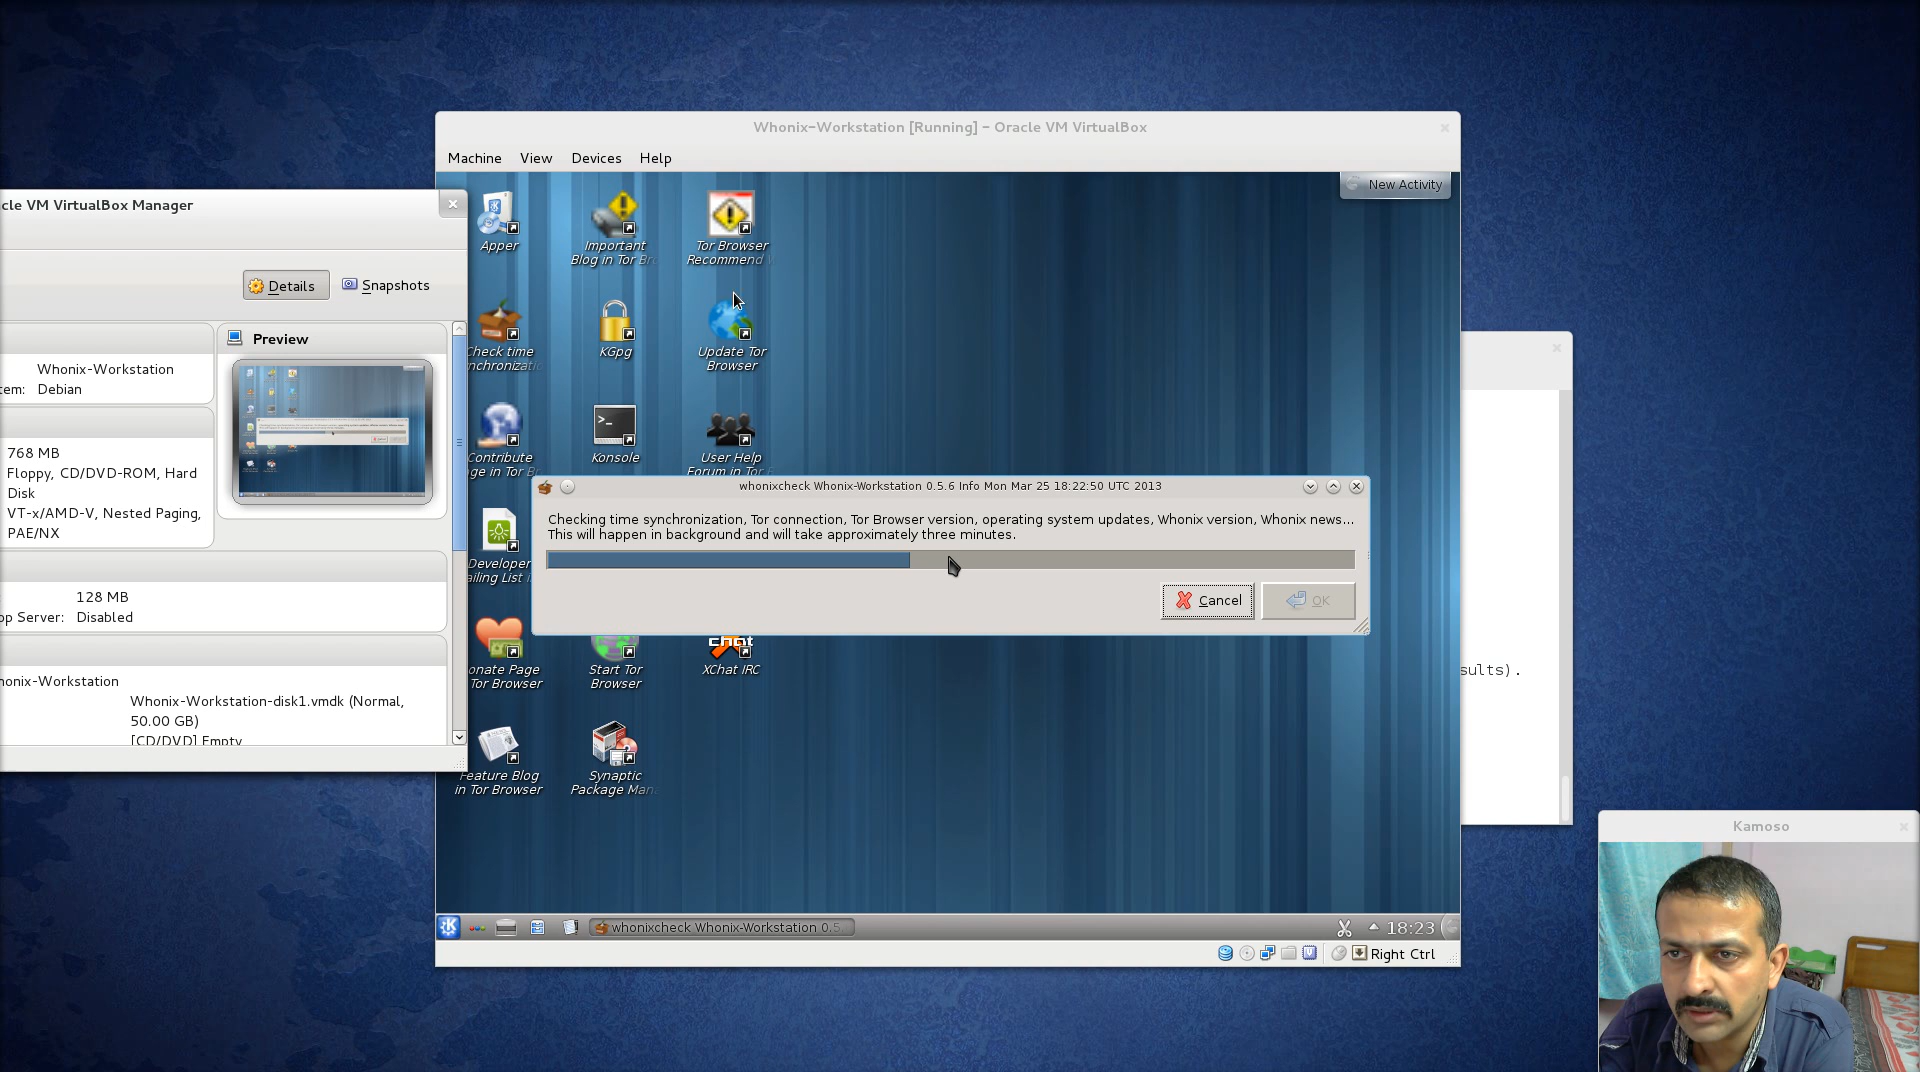 Whonix-Workstation [Running] - Oracle VM VirtualBox
Machine View Devices Help
New Activity
cle VM VirtualBox Manager
Details Snapshots
Preview
Whonix-Workstation
tem: Debian
768 MB
Floppy, CD/DVD-ROM, Hard
Disk
VT-x/AMD-V, Nested Paging,
PAE/NX
128 MB
op Server: Disabled
honix-Workstation
Whonix-Workstation-disk1.vmdk (Normal,
50.00 GB)
[CD/DVD] Empty
Apper
Important
Blog in Tor Br
Tor Browser
Recommend
Check time
nchronizati
KGpg
Update Tor
Browser
Contribute
ge in Tor Br
Konsole
User Help
Forum in Tor
Developer
ailing List i
whonixcheck Whonix-Workstation 0.5.6 Info Mon Mar 25 18:22:50 UTC 2013
Checking time synchronization, Tor connection, Tor Browser version, operating system updates, Whonix version, Whonix news...
This will happen in background and will take approximately three minutes.
Cancel OK
onate Page
Tor Browser
Start Tor
Browser
chat
XChat IRC
Feature Blog
in Tor Browser
Synaptic
Package Man
sults).
whonixcheck Whonix-Workstation 0.5
18:23
Right Ctrl
Kamoso